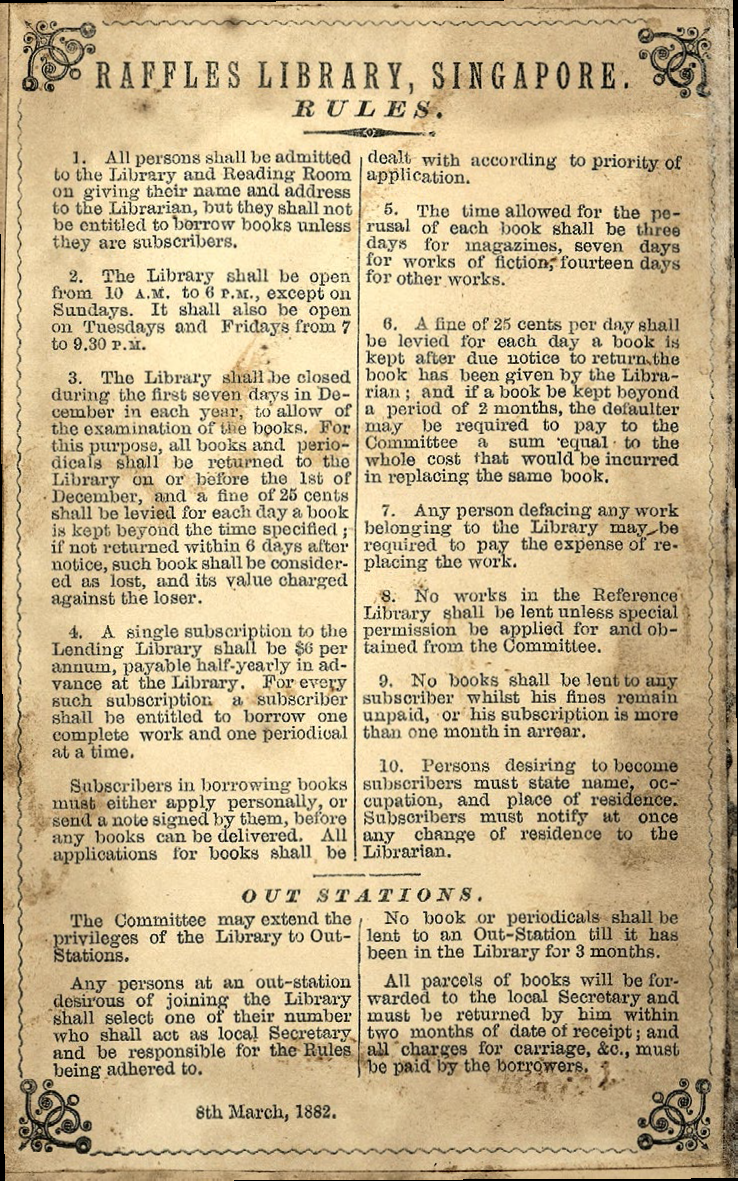 RAFFLES LIBRARY, SINGAPORE.
RULES.
1. All persons shall be admitted
to the Library and Reading Room
on giving their name and address
to the Librarian, but they shall not
be entitled to borrow books unless
they are subscribers.
2. The Library shall be open
from 10 A.M. to 6 P.M., except on
Sundays. It shall also be open
on Tuesdays and Fridays from 7
to 9.30 P.M.
3. The Library shall be closed
during the first seven days in De-
cember in each year, to allow of
the examination of the books. For
this purpose, all books and perio-
dicals shall be returned to the
Library on or before the 1st of
December, and a fine of 25 cents
shall be levied for each day a book
is kept beyond the time specified ;
if not returned within 6 days after
notice, such book shall be consider-
ed as lost, and its value charged
against the loser.
4. A single subscription to the
Lending Library shall be $6 per
annum, payable half-yearly in ad-
vance at the Library. For every
such subscription a subscriber
shall be entitled to borrow one
complete work and one periodical
at a time.
Subscribers in borrowing books
must either apply personally, or
send a note signed by them, before
any books can be delivered. All
applications for books shall be
dealt with according to priority of
application.
5. The time allowed for the pe-
rusal of each book shall be three
days for magazines, seven days
for works of fiction, fourteen days
for other works.
6. A fine of 25 cents per day shall
be levied for each day a book is
kept after due notice to return the
book has been given by the Libra-
rian ; and if a book be kept beyond
a period of 2 months, the defaulter
may be required to pay to the
Committee a sum equal to the
whole cost that would be incurred
in replacing the same book.
7. Any person defacing any work
belonging to the Library may be
required to pay the expense of re-
placing the work.
8. No works in the Reference
Library shall be lent unless special
permission be applied for and ob-
tained from the Committee.
9. No books shall be lent to any
subscriber whilst his fines remain
unpaid, or his subscription is more
than one month in arrear.
10. Persons desiring to become
subscribers must state name, oc-
cupation, and place of residence.
Subscribers must notify at once
any change of residence to the
Librarian.
OUT STATIONS.
The Committee may extend the
privileges of the Library to Out-
Stations.
Any persons at an out-station
desirous of joining the Library
shall select one of their number
who shall act as local Secretary
and be responsible for the Rules
being adhered to.
No book or periodicals shall be
lent to an Out-Station till it has
been in the Library for 3 months.
All parcels of books will be for-
warded to the local Secretary and
must be returned by him within
two months of date of receipt ; and
all charges for carriage, &c., must
be paid by the borrowers.
8th March, 1882.